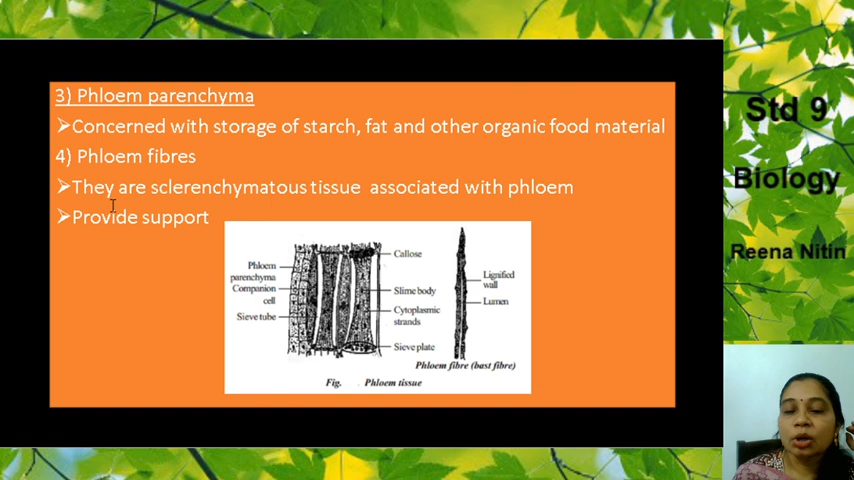 3) Phloem parenchyma
➢Concerned with storage of starch, fat and other organic food material
4) Phloem fibres
➢They are sclerenchymatous tissue associated with phloem
➢Provide support
Phloem
parenchyma
Companion
cell
Sieve tube
Callose
Slime body
Cytoplasmic
strands
Sieve plate
Lignified
wall
Lumen
Phloem fibre (bast fibre)
Fig. . Phloem tissue
Std 9
Biology
Reena Nitin